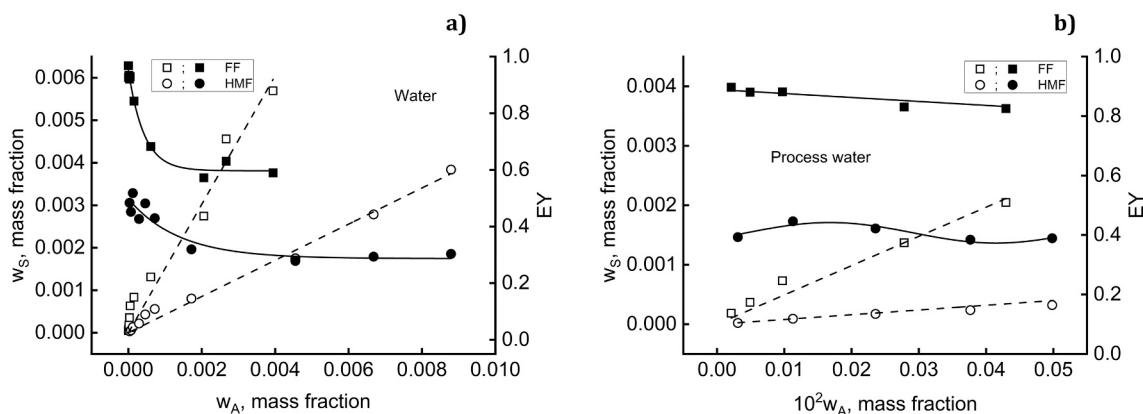 a)
FF
HMF
Water
w_S, mass fraction
0.006
0.005
0.004
0.003
0.002
0.001
0.000
1.0
0.8
0.6
0.4
0.2
0.0
EY
0.000 0.002 0.004 0.006 0.008 0.010
w_A, mass fraction
b)
FF
HMF
Process water
w_S, mass fraction
0.004
0.003
0.002
0.001
0.000
1.0
0.8
0.6
0.4
0.2
0.0
EY
0.00 0.01 0.02 0.03 0.04 0.05
10²w_A, mass fraction